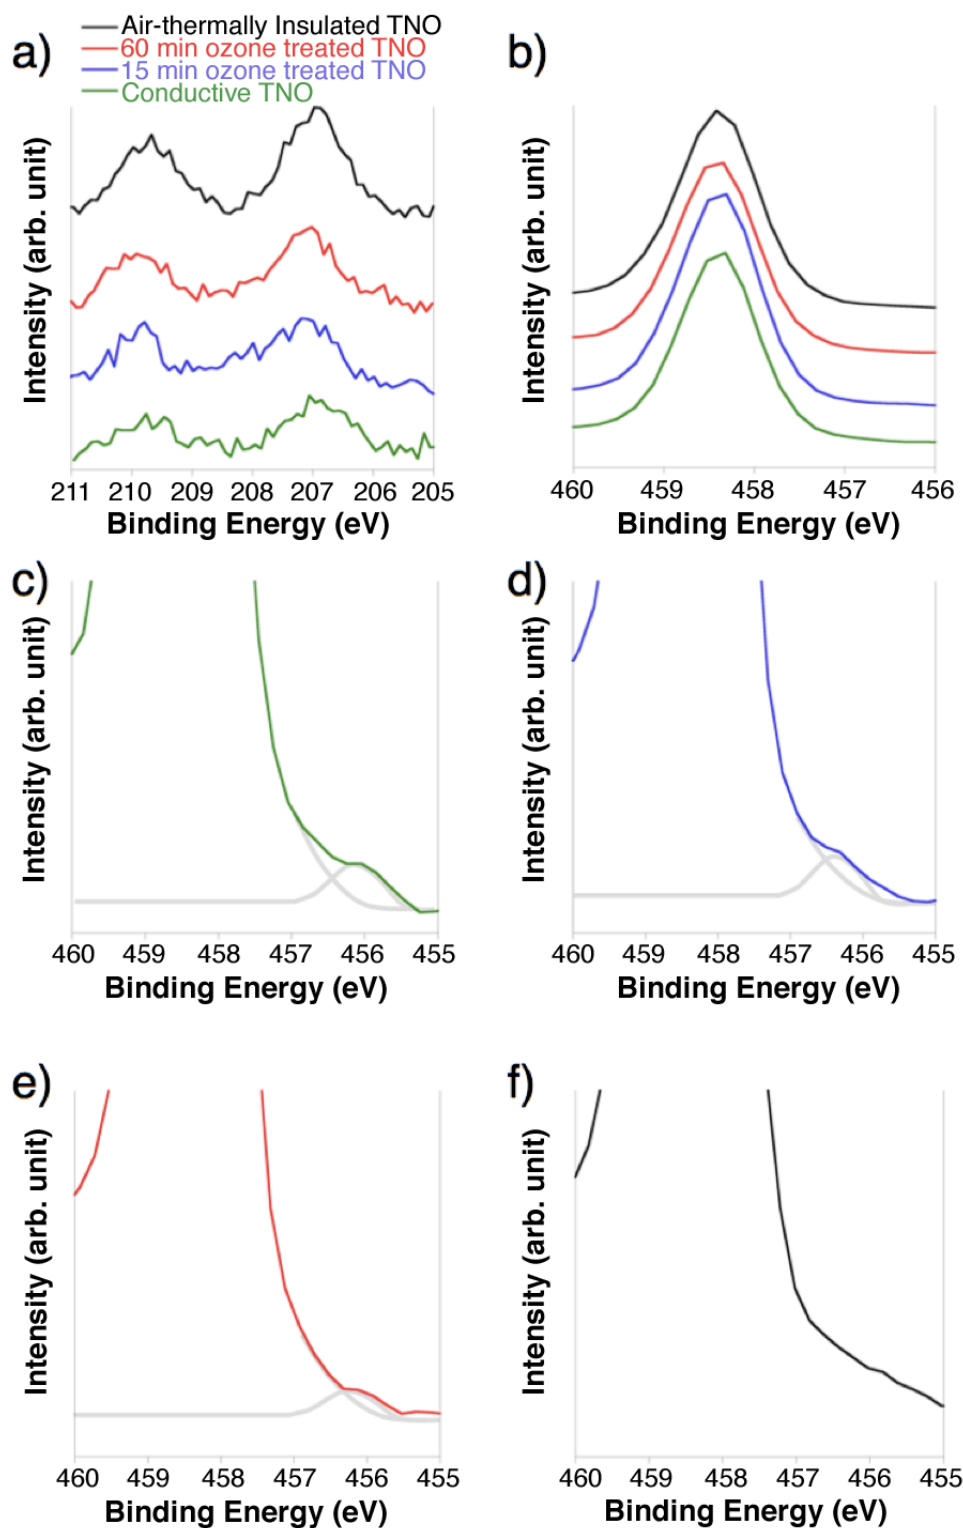 a)
Air-thermally Insulated TNO
60 min ozone treated TNO
15 min ozone treated TNO
Conductive TNO
Intensity (arb. unit)
211 210 209 208 207 206 205
Binding Energy (eV)
b)
Intensity (arb. unit)
460 459 458 457 456
Binding Energy (eV)
c)
Intensity (arb. unit)
460 459 458 457 456 455
Binding Energy (eV)
d)
Intensity (arb. unit)
460 459 458 457 456 455
Binding Energy (eV)
e)
Intensity (arb. unit)
460 459 458 457 456 455
Binding Energy (eV)
f)
Intensity (arb. unit)
460 459 458 457 456 455
Binding Energy (eV)